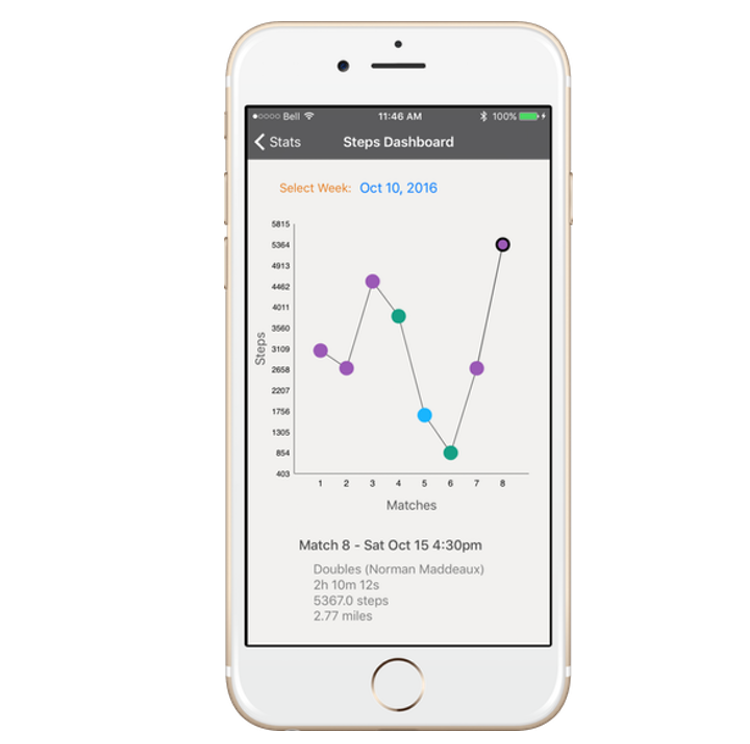 Bell 11:46 AM 100%
Stats Steps Dashboard
Select Week: Oct 10, 2016
5815
5364
4913
4462
4011
3560
3109
2658
2207
1756
1305
854
403
Steps
1 2 3 4 5 6 7 8
Matches
Match 8 - Sat Oct 15 4:30pm
Doubles (Norman Maddeaux)
2h 10m 12s
5367.0 steps
2.77 miles